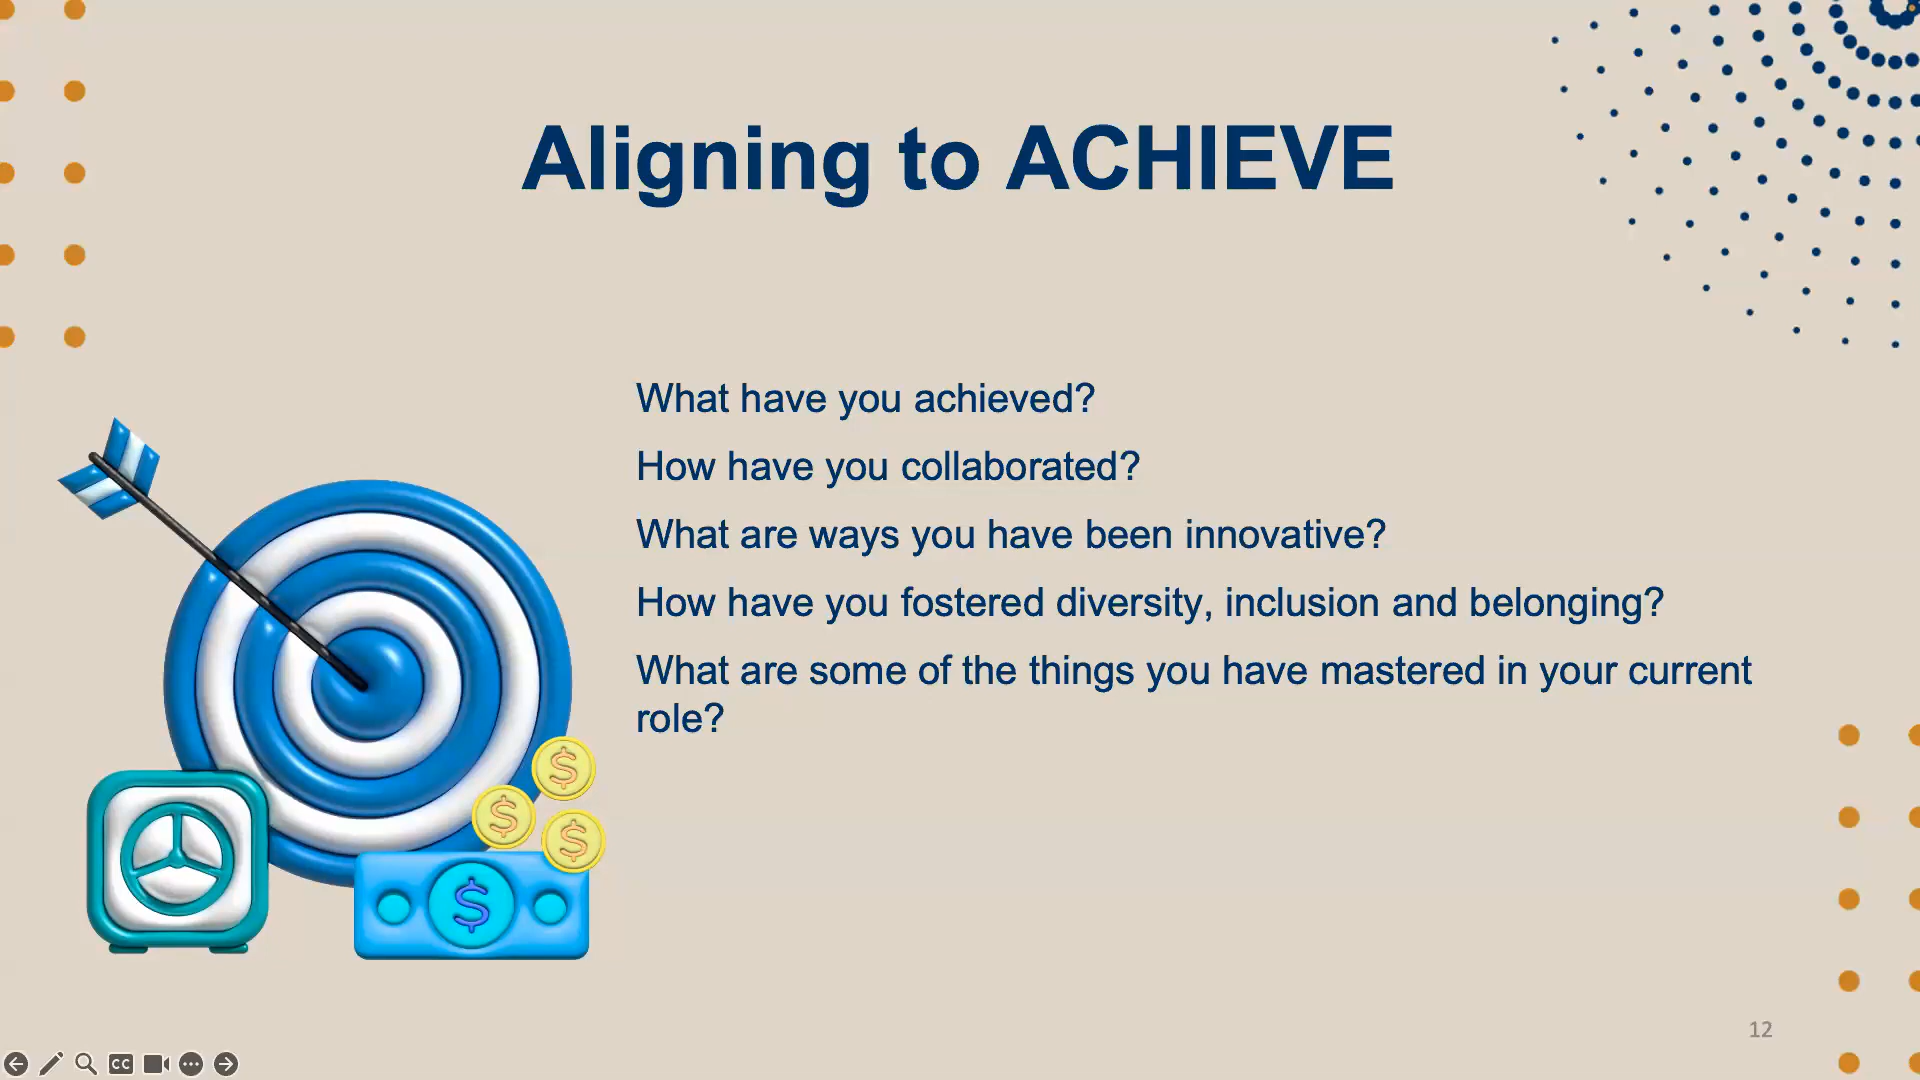 Aligning to ACHIEVE
What have you achieved?
How have you collaborated?
What are ways you have been innovative?
How have you fostered diversity, inclusion and belonging?
What are some of the things you have mastered in your current
role?
$
$
$
$
12
CC